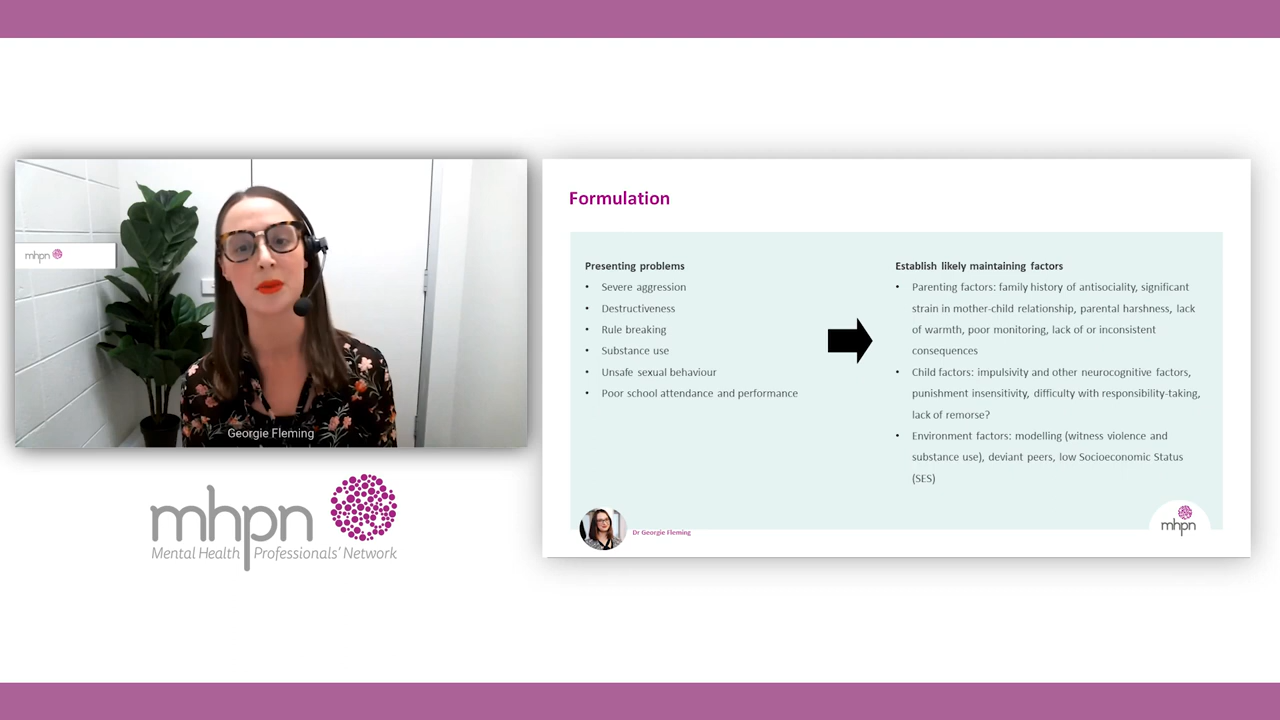 mhpn
Georgie Fleming
mhpn
Mental Health Professionals' Network
Formulation
Presenting problems
• Severe aggression
• Destructiveness
• Rule breaking
• Substance use
• Unsafe sexual behaviour
• Poor school attendance and performance
Establish likely maintaining factors
• Parenting factors: family history of antisociality, significant
strain in mother-child relationship, parental harshness, lack
of warmth, poor monitoring, lack of or inconsistent
consequences
• Child factors: impulsivity and other neurocognitive factors,
punishment insensitivity, difficulty with responsibility-taking,
lack of remorse?
• Environment factors: modelling (witness violence and
substance use), deviant peers, low Socioeconomic Status
(SES)
Dr Georgie Fleming
mhpn